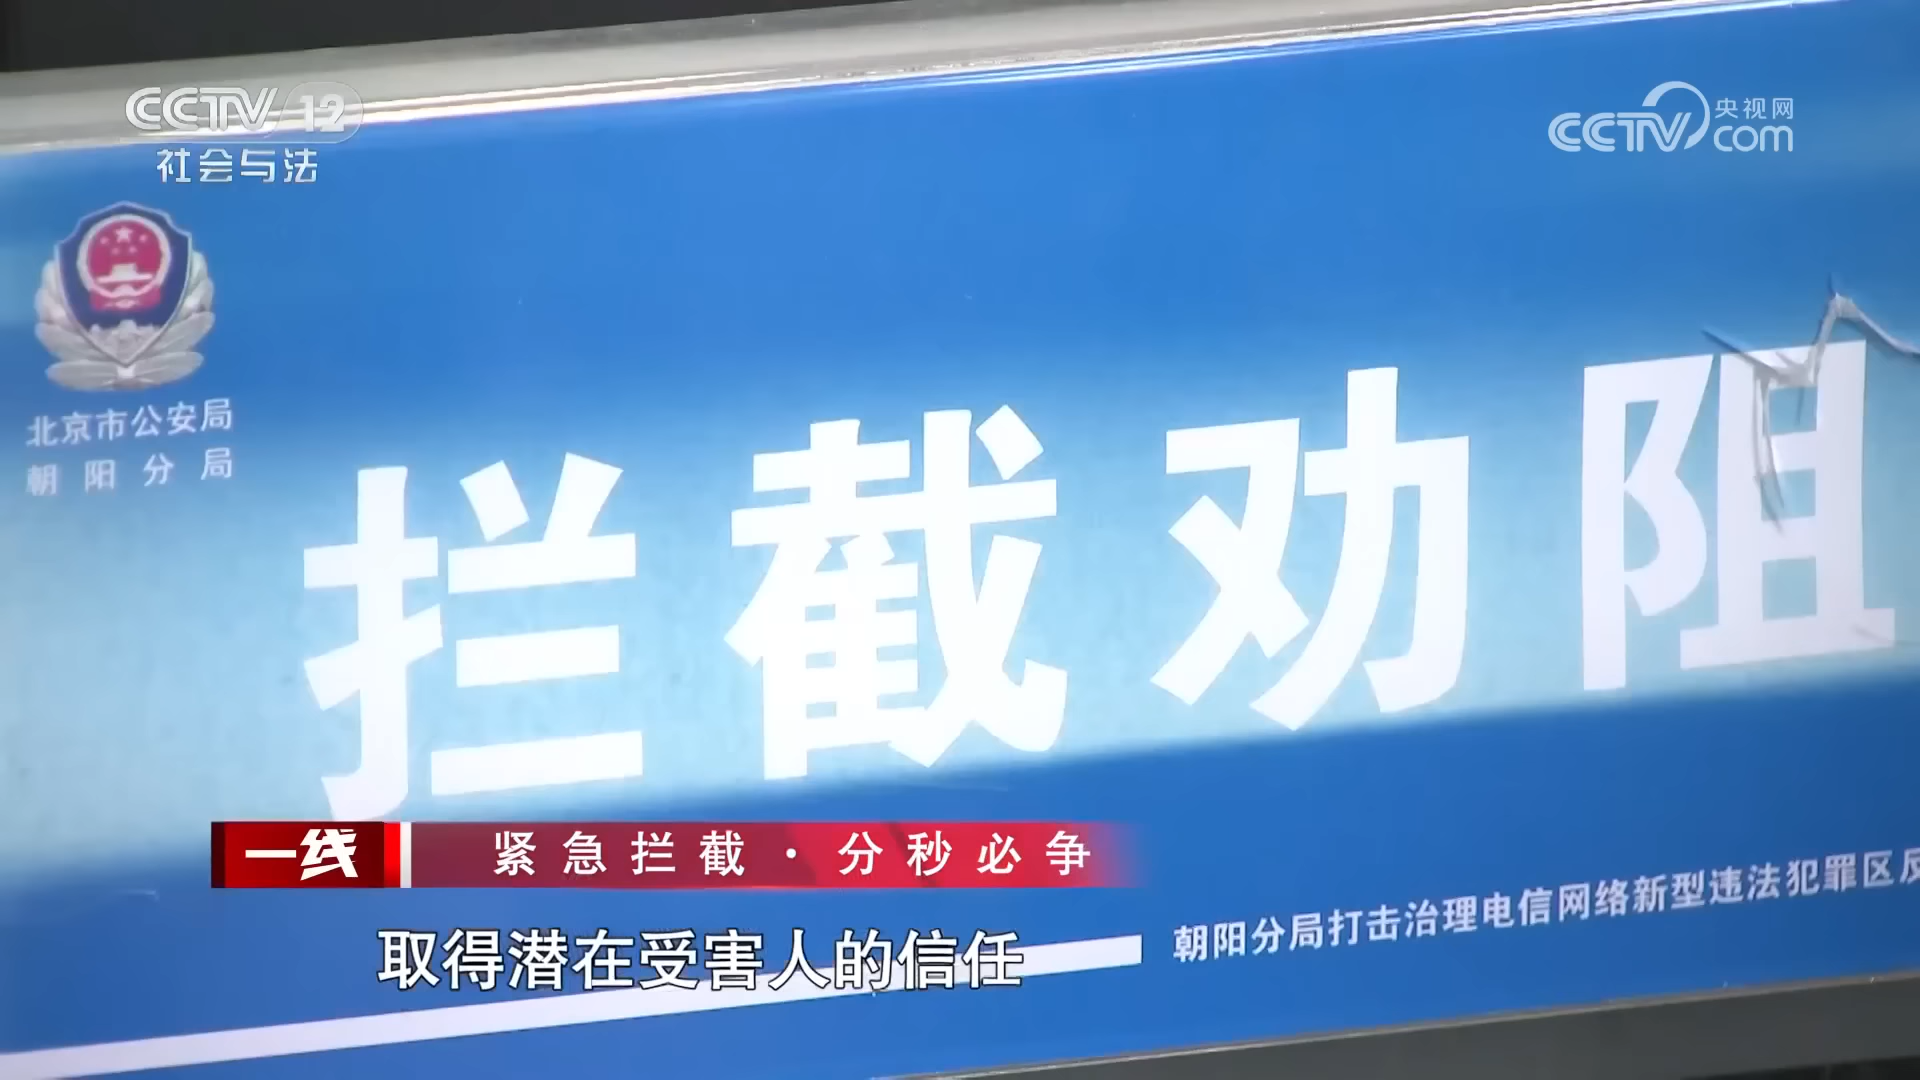 CCTV 12
社会与法
央视网
CCTV com
北京市公安局
朝阳分局
拦截劝阻
一线 紧急拦截·分秒必争
朝阳分局打击治理电信网络新型违法犯罪区反
取得潜在受害人的信任